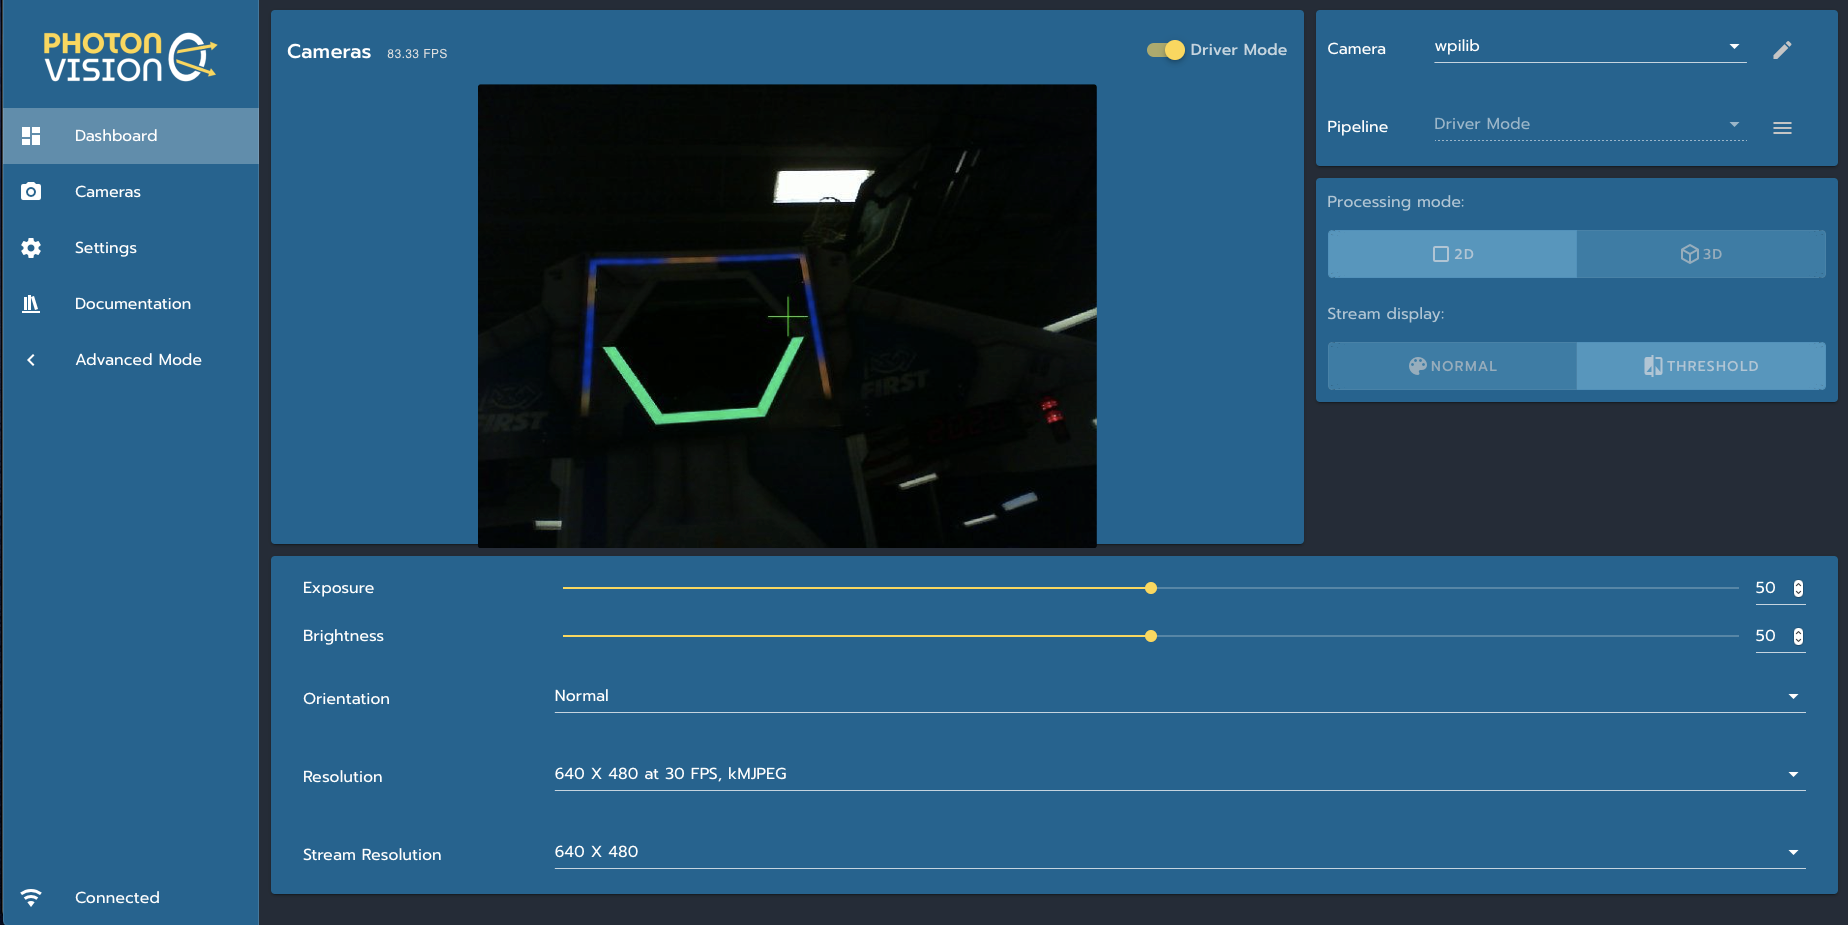 PHOTON
VISION
Dashboard
Cameras
Settings
Documentation
Advanced Mode
Connected
Cameras 83.33 FPS
Driver Mode
FIRST
FIRST
Camera wpilib
Pipeline Driver Mode
Processing mode:
2D 3D
Stream display:
NORMAL THRESHOLD
Exposure 50
Brightness 50
Orientation Normal
Resolution 640 X 480 at 30 FPS, kMJPEG
Stream Resolution 640 X 480